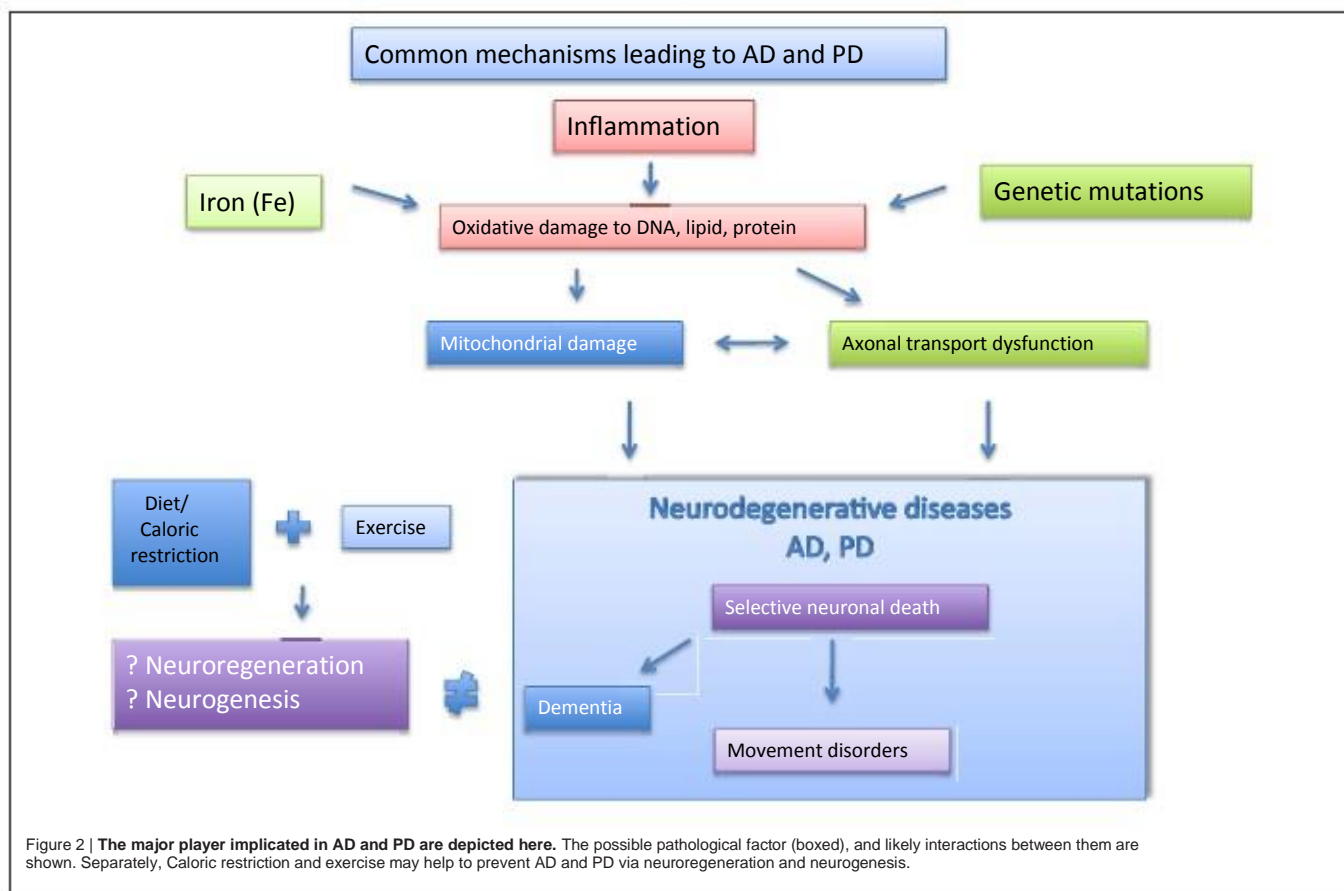 Common mechanisms leading to AD and PD
Inflammation
Iron (Fe)
Genetic mutations
Oxidative damage to DNA, lipid, protein
Mitochondrial damage
Axonal transport dysfunction
Diet/
Caloric
restriction
Exercise
Neurodegenerative diseases
AD, PD
Selective neuronal death
? Neuroregeneration
? Neurogenesis
Dementia
Movement disorders
Figure 2 | The major player implicated in AD and PD are depicted here. The possible pathological factor (boxed), and likely interactions between them are
shown. Separately, Caloric restriction and exercise may help to prevent AD and PD via neuroregeneration and neurogenesis.